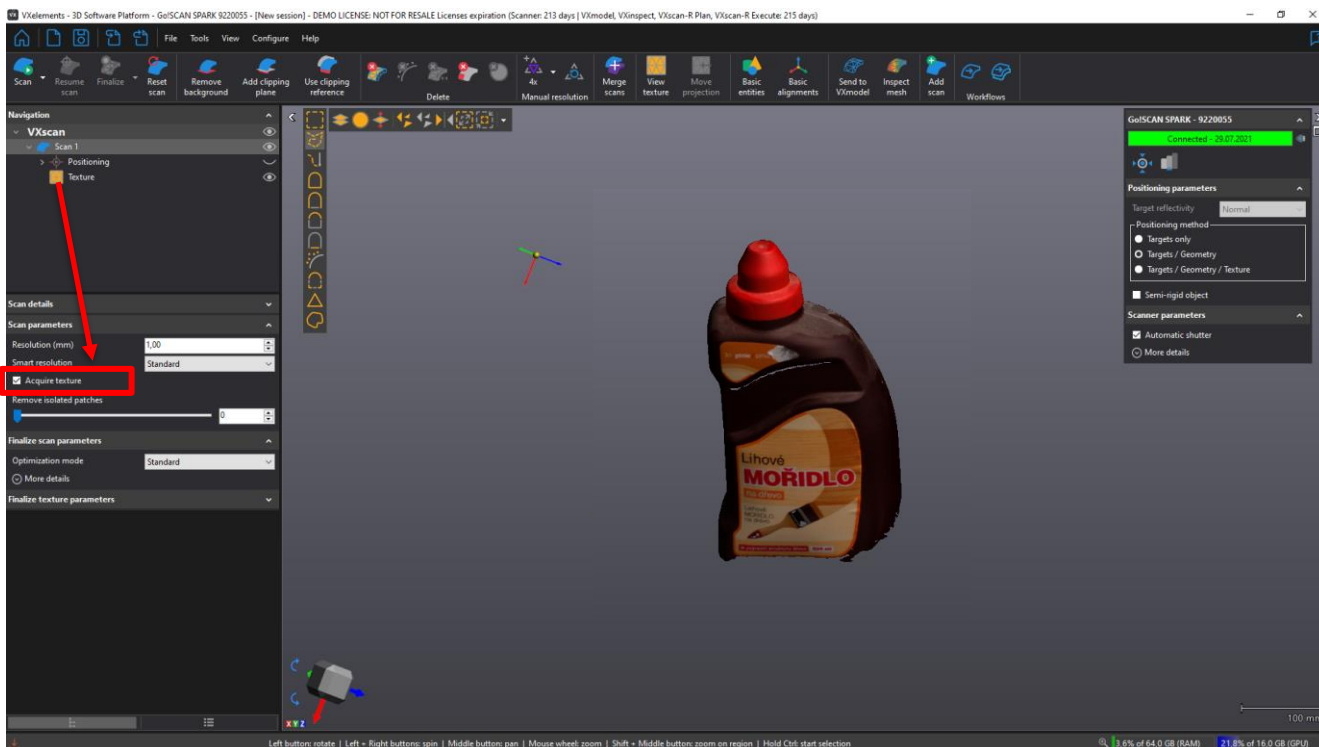 VXelements - 3D Software Platform - Go!SCAN SPARK 9220055 - [New session] - DEMO LICENSE: NOT FOR RESALE Licenses expiration (Scanner: 213 days | VXmodel, VXinspect, VXscan-R Plan, VXscan-R Execute: 215 days)
File Tools View Configure Help
Scan
Resume scan
Finalize
Reset scan
Remove background
Add clipping plane
Use clipping reference
Delete
4x
Manual resolution
Merge scans
View texture
Move projection
Basic entities
Basic alignments
Send to VXmodel
Inspect mesh
Add scan
Workflows
Navigation
VXscan
Scan 1
Positioning
Texture
Scan details
Scan parameters
Resolution (mm) 1,00
Smart resolution Standard
Acquire texture
Remove isolated patches
0
Finalize scan parameters
Optimization mode Standard
More details
Finalize texture parameters
Lihové
MOŘIDLO
na dřevo
Go!SCAN SPARK - 9220055
Connected - 29.07.2021
Positioning parameters
Target reflectivity Normal
Positioning method
Targets only
Targets / Geometry
Targets / Geometry / Texture
Semi-rigid object
Scanner parameters
Automatic shutter
More details
X Y Z
100 mm
Left button: rotate | Left + Right buttons: spin | Middle button: pan | Mouse wheel: zoom | Shift + Middle button: zoom on region | Hold Ctrl: start selection
3.6% of 64.0 GB (RAM) 21.8% of 16.0 GB (GPU)